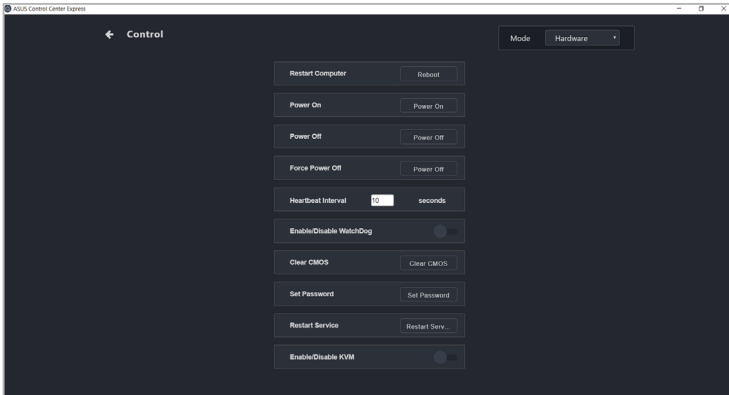 ASUS Control Center Express
Control
Mode Hardware
Restart Computer Reboot
Power On Power On
Power Off Power Off
Force Power Off Power Off
Heartbeat Interval 10 seconds
Enable/Disable WatchDog
Clear CMOS Clear CMOS
Set Password Set Password
Restart Service Restart Serv...
Enable/Disable KVM